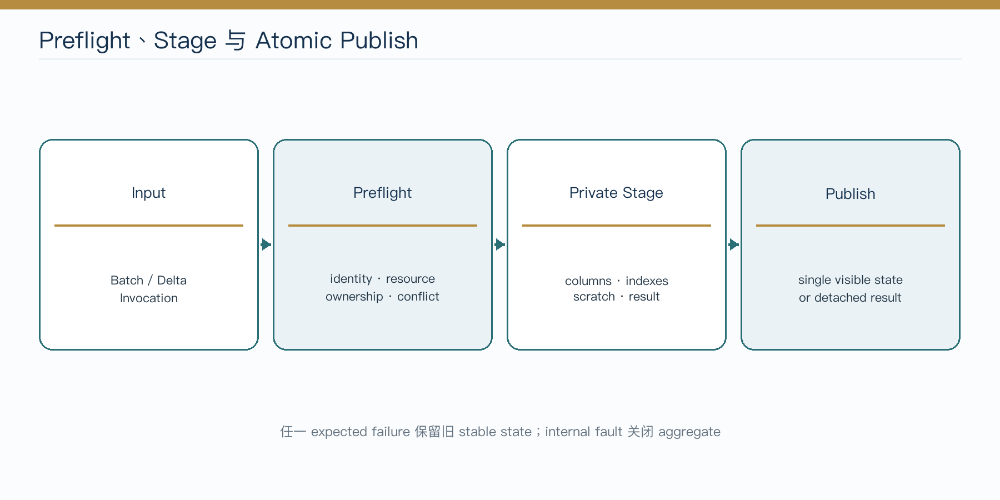 Preflight、Stage 与 Atomic Publish
Input
Batch / Delta
Invocation
Preflight
identity · resource
ownership · conflict
Private Stage
columns · indexes
scratch · result
Publish
single visible state
or detached result
任一 expected failure 保留旧 stable state；internal fault 关闭 aggregate